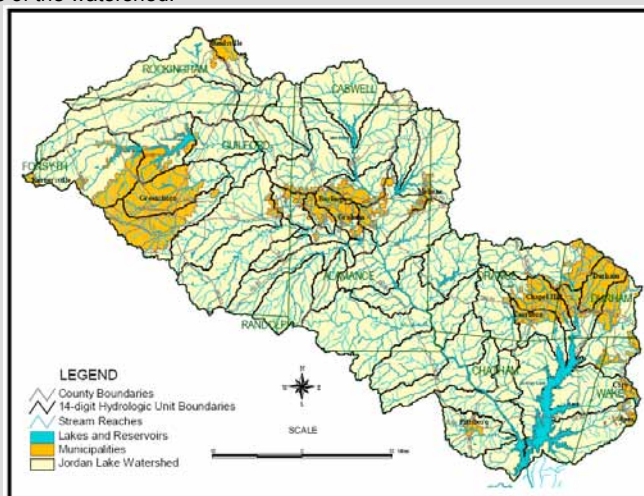 of the watershed.
ROCKINGHAM
CASWELL
FORSYTH
GUILFORD
Greensboro
Burlington
Graham
Mebane
ALAMANCE
ORANGE
Durham
Chapel Hill
DURHAM
Carrboro
RANDOLPH
CHATHAM
WAKE
Cary
Pittsboro
LEGEND
County Boundaries
14-digit Hydrologic Unit Boundaries
Stream Reaches
Lakes and Reservoirs
Municipalities
Jordan Lake Watershed
SCALE